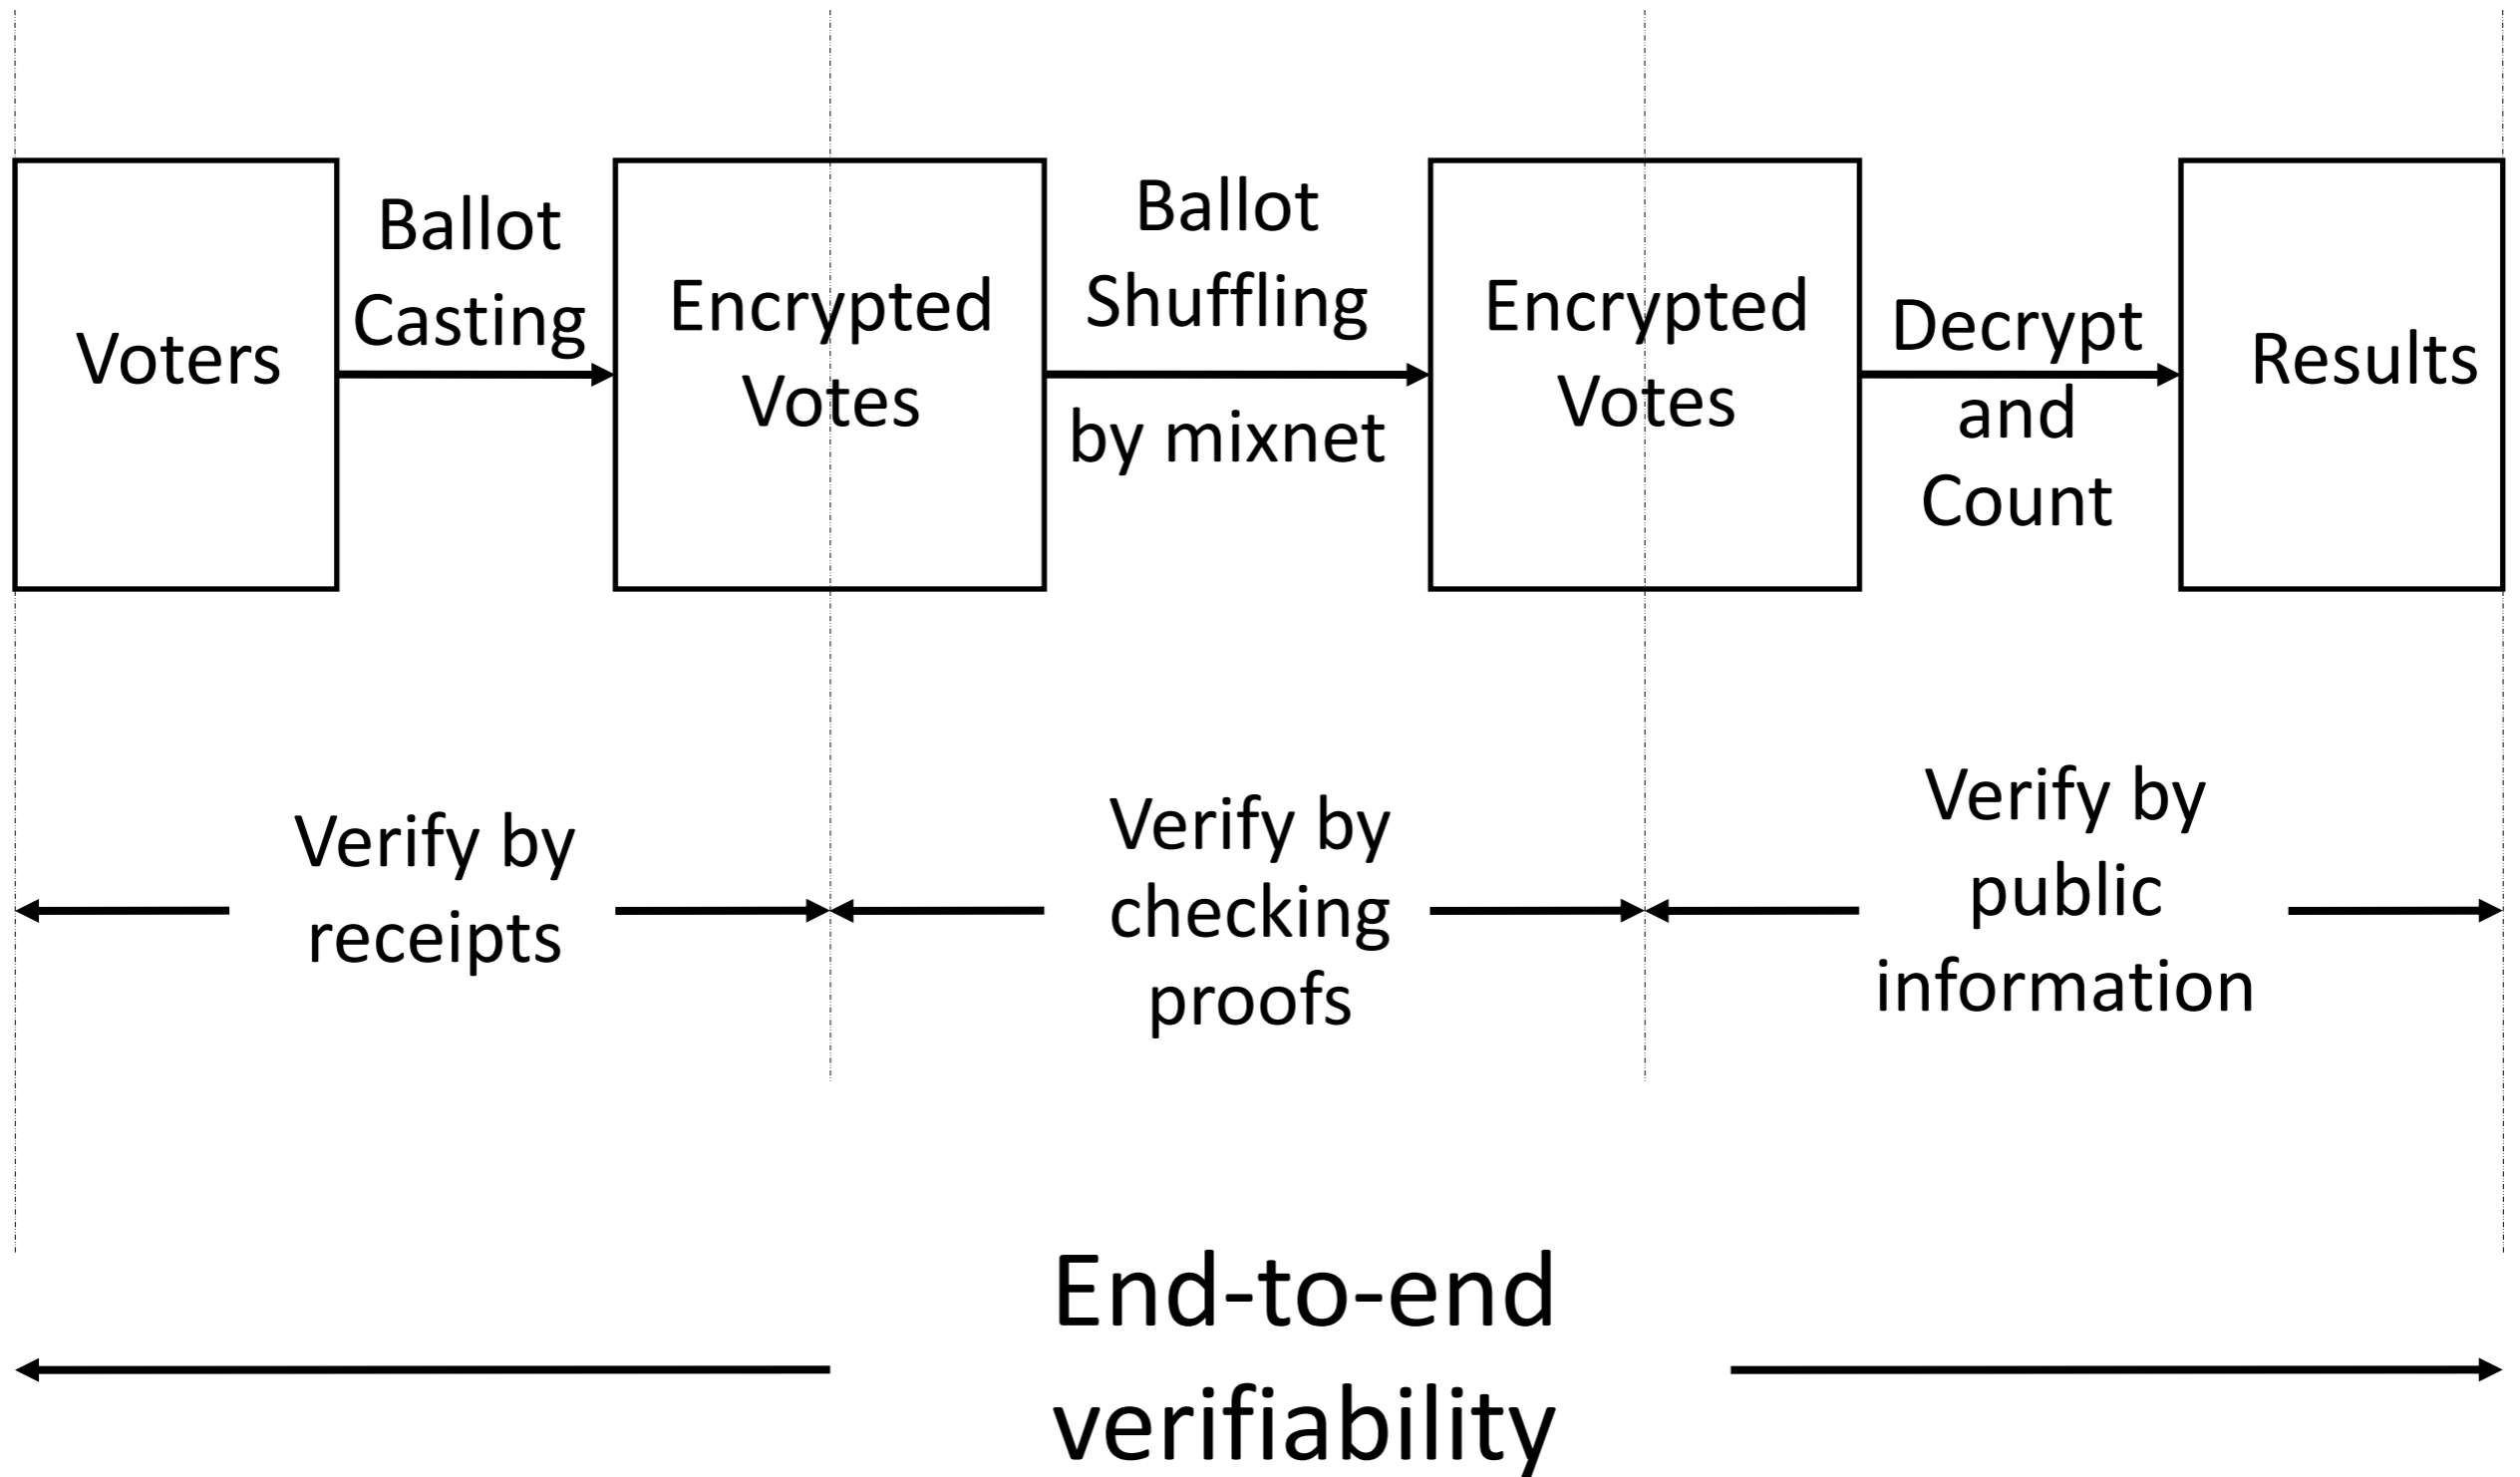 Voters
Ballot
Casting
Encrypted
Votes
Ballot
Shuffling
by mixnet
Encrypted
Votes
Decrypt
and
Count
Results
Verify by
receipts
Verify by
checking
proofs
Verify by
public
information
End-to-end
verifiability